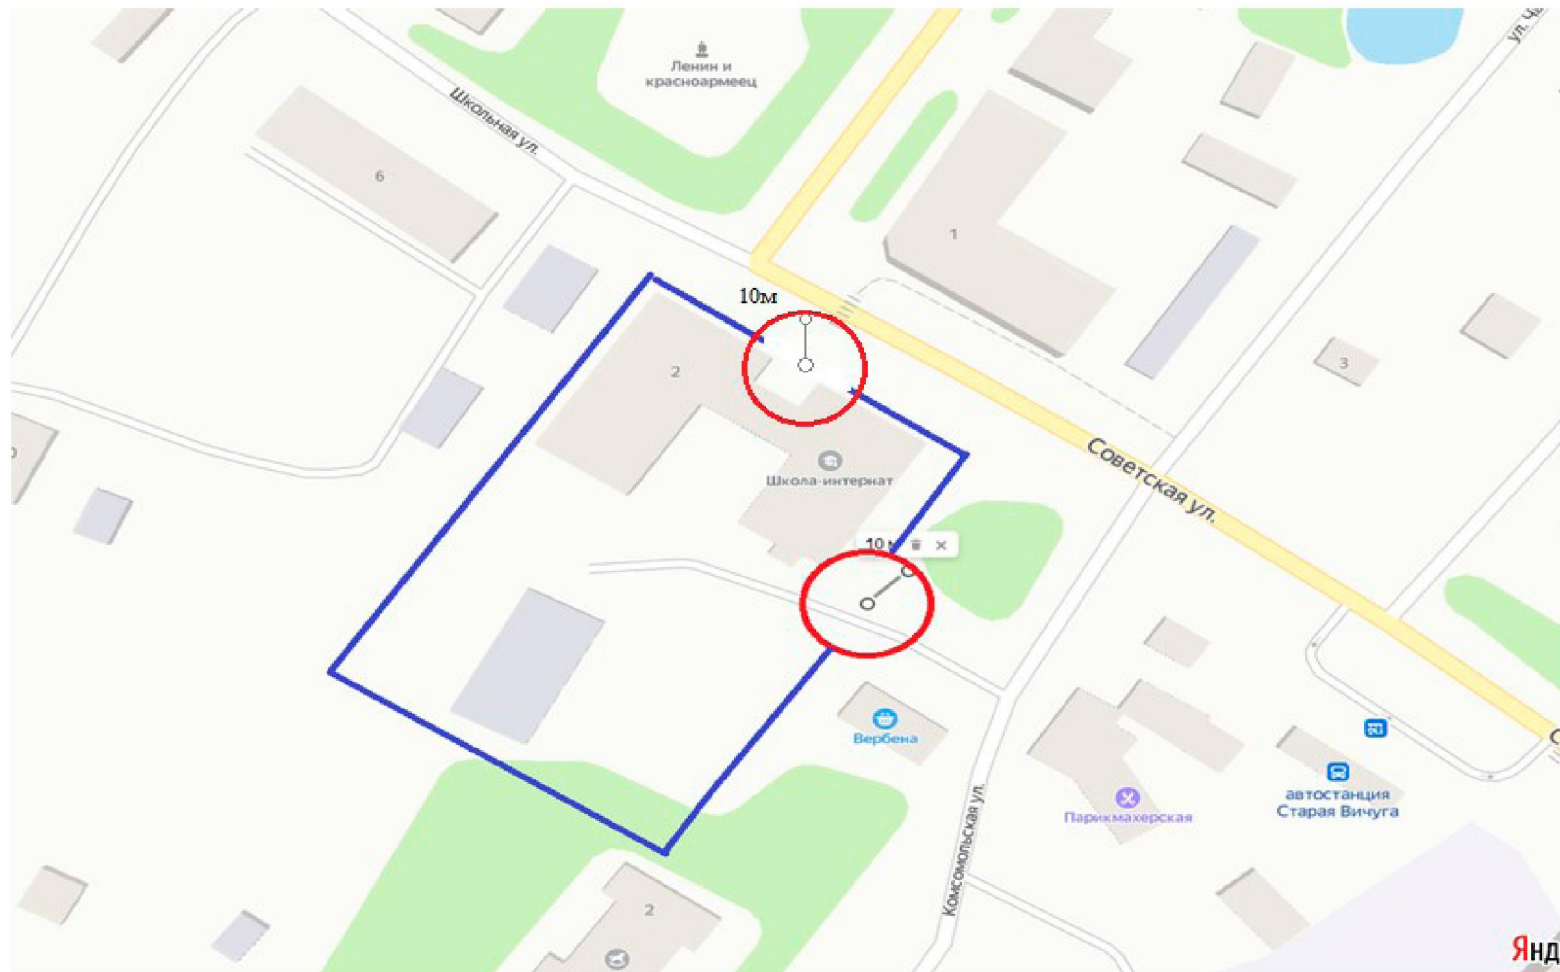 Ленин и
красноармеец
Школьная ул.
6
1
10м
3
2
Школа-интернат
Советская ул.
10
Вербена
Парикмахерская
автостанция
Старая Вичуга
Комсомольская ул.
2